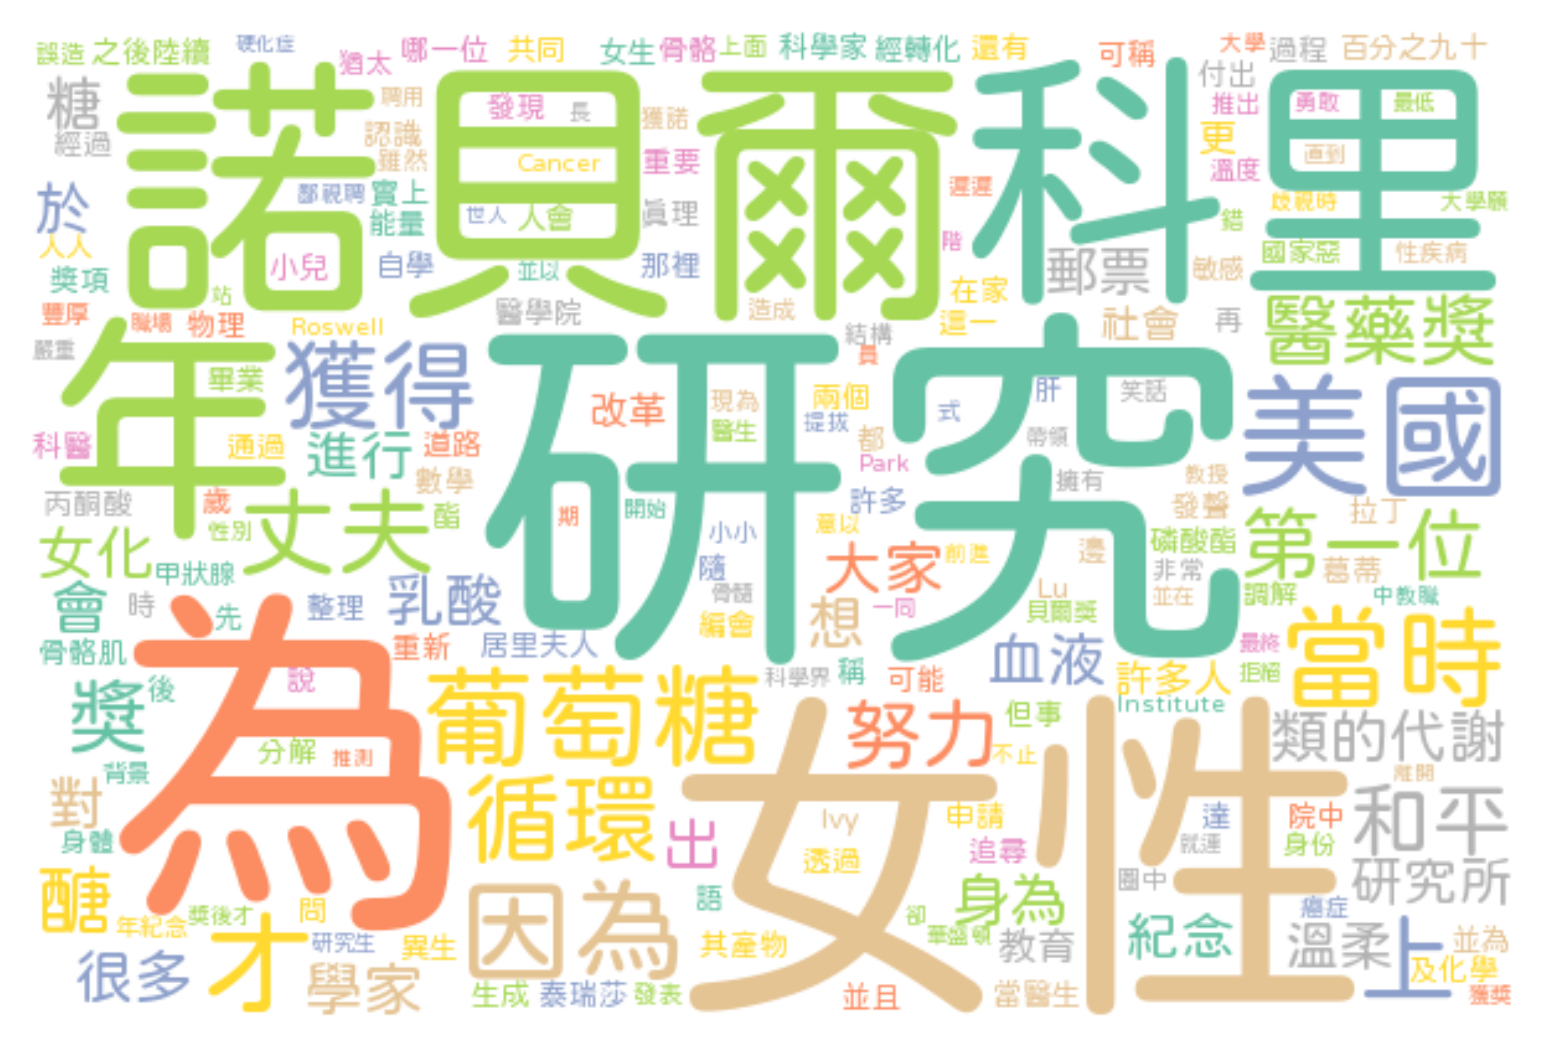 誤造 之後陸續 硬化症 猶太 哪一位 共同 女生 骨骼 上面 科學家 經轉化 還有 可稱 大學 過程 百分之九十
糖 諾貝爾 科里 聘用 發現 長 獲諾 付出 推出 勇敢 最低
經過 認識 雖然 Cancer 重要 更 直到
於 鄙視聘 實上 世人 人會 真理 遲遲 溫度 歧視時 大學願
人人 能量 階 錯
獎項 小兒 自學 並以 那裡 郵票 敏感 國家惡 性疾病
豐厚 站 職場 物理 Roswell 醫學院 造成 在家 這一 社會 再 醫藥獎
嚴重 年 獲得 研究 結構 員 美國
畢業 改革 現為 兩個 肝 笑話
科醫 通過 進行 道路 醫生 提拔 式 帶領
數學 都 Park 擁有 教授
丙酮酸 歲 丈夫 酯 期 開始 許多 發聲 拉丁
女化 性別 小小 意以 邊 磷酸酯 第一位
甲狀腺 隨 大家 前進 非常 葛蒂
會 時 先 整理 乳酸 骨髓 想 一同 Lu 並在 調解 中教職
編會 貝爾獎 當時
骨骼肌 為 重新 居里夫人 血液 最終
獎 後 說 葡萄糖 科學界 稱 可能 許多人 拒絕
努力 但事 Institute 類的代謝
背景 分解 推測 女性 不止 離開
對 循環 出 Ivy 申請 達 院中 和平
身體 透過 追尋 就連 身份
醣 因為 語 卻 身為 圈中 研究所
年紀念 獎後才 問 癌症
才 研究生 異生 其產物 華盛頓 教育 紀念 溫柔 上 並為
很多 學家 及化學
生成 泰瑞莎 發表 並且 當醫生 獲獎